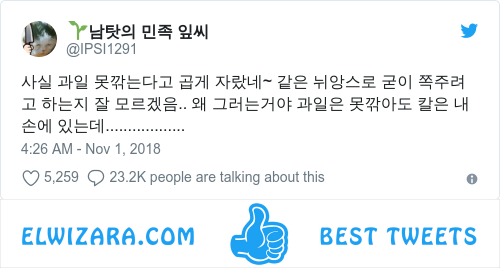 🌱남탓의 민족 잎씨
@IPSI1291
사실 과일 못깎는다고 곱게 자랐네~ 같은 뉘앙스로 굳이 쪽주려
고 하는지 잘 모르겠음.. 왜 그러는거야 과일은 못깎아도 칼은 내
손에 있는데..................
4:26 AM - Nov 1, 2018
5,259 23.2K people are talking about this
ELWIZARA.COM BEST TWEETS